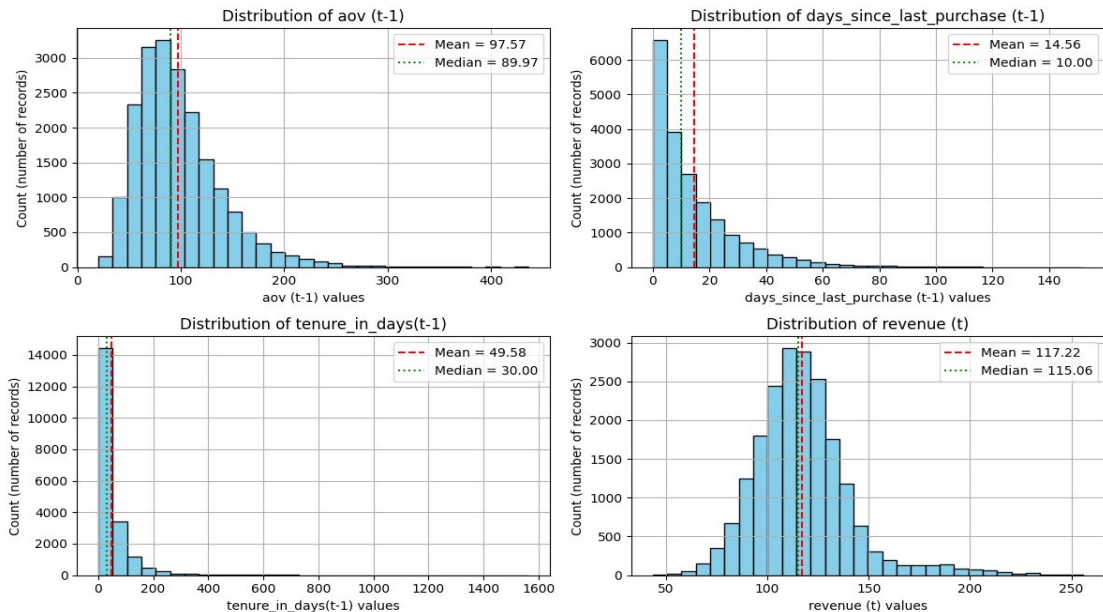 Distribution of aov (t-1)
Mean = 97.57
Median = 89.97
Count (number of records)
3000
2500
2000
1500
1000
500
0
0
100
200
300
400
aov (t-1) values
Distribution of days_since_last_purchase (t-1)
Mean = 14.56
Median = 10.00
Count (number of records)
6000
5000
4000
3000
2000
1000
0
0
20
40
60
80
100
120
140
days_since_last_purchase (t-1) values
Distribution of tenure_in_days(t-1)
Mean = 49.58
Median = 30.00
Count (number of records)
14000
12000
10000
8000
6000
4000
2000
0
0
200
400
600
800
1000
1200
1400
1600
tenure_in_days(t-1) values
Distribution of revenue (t)
Mean = 117.22
Median = 115.06
Count (number of records)
3000
2500
2000
1500
1000
500
0
50
100
150
200
250
revenue (t) values